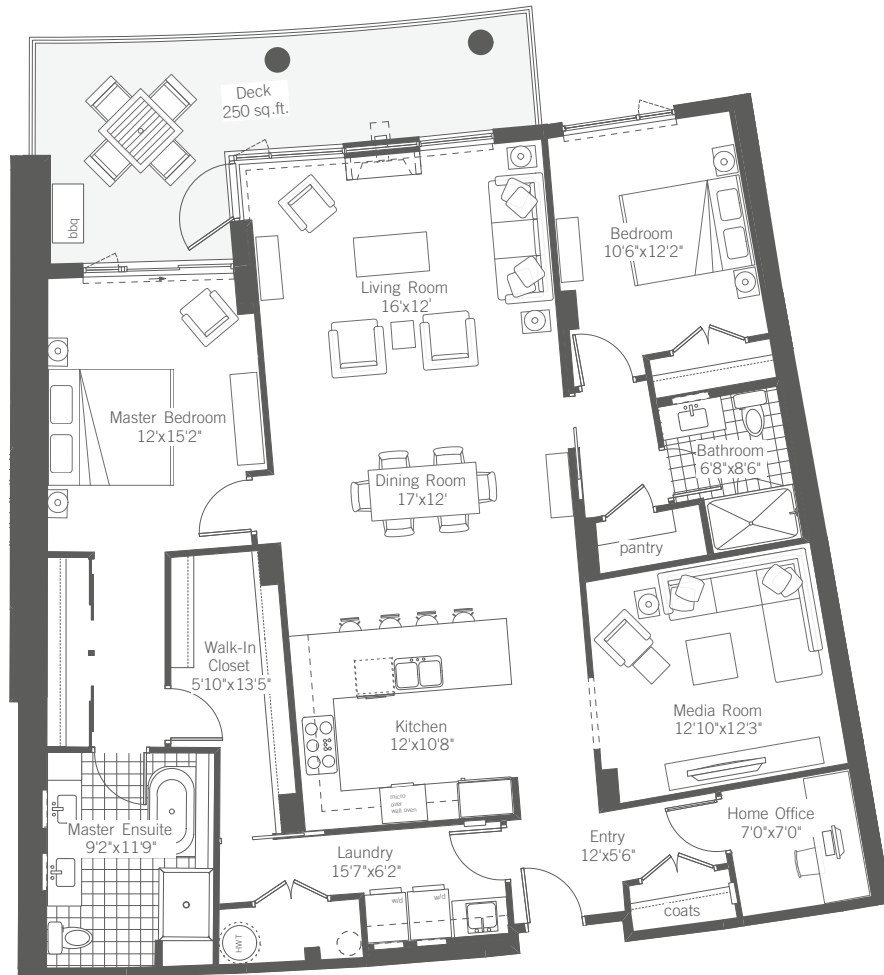 Deck
250 sq.ft.
bbq
Bedroom
10'6"x12'2"
Living Room
16'x12'
Master Bedroom
12'x15'2"
Bathroom
6'8"x8'6"
Dining Room
17'x12'
pantry
Walk-In
Closet
5'10"x13'5"
Media Room
12'10"x12'3"
Kitchen
12'x10'8"
micro
over
wall oven
Master Ensuite
9'2"x11'9"
Home Office
7'0"x7'0"
Entry
12'x5'6"
Laundry
15'7"x6'2"
w/d
w/d
coats
HWT